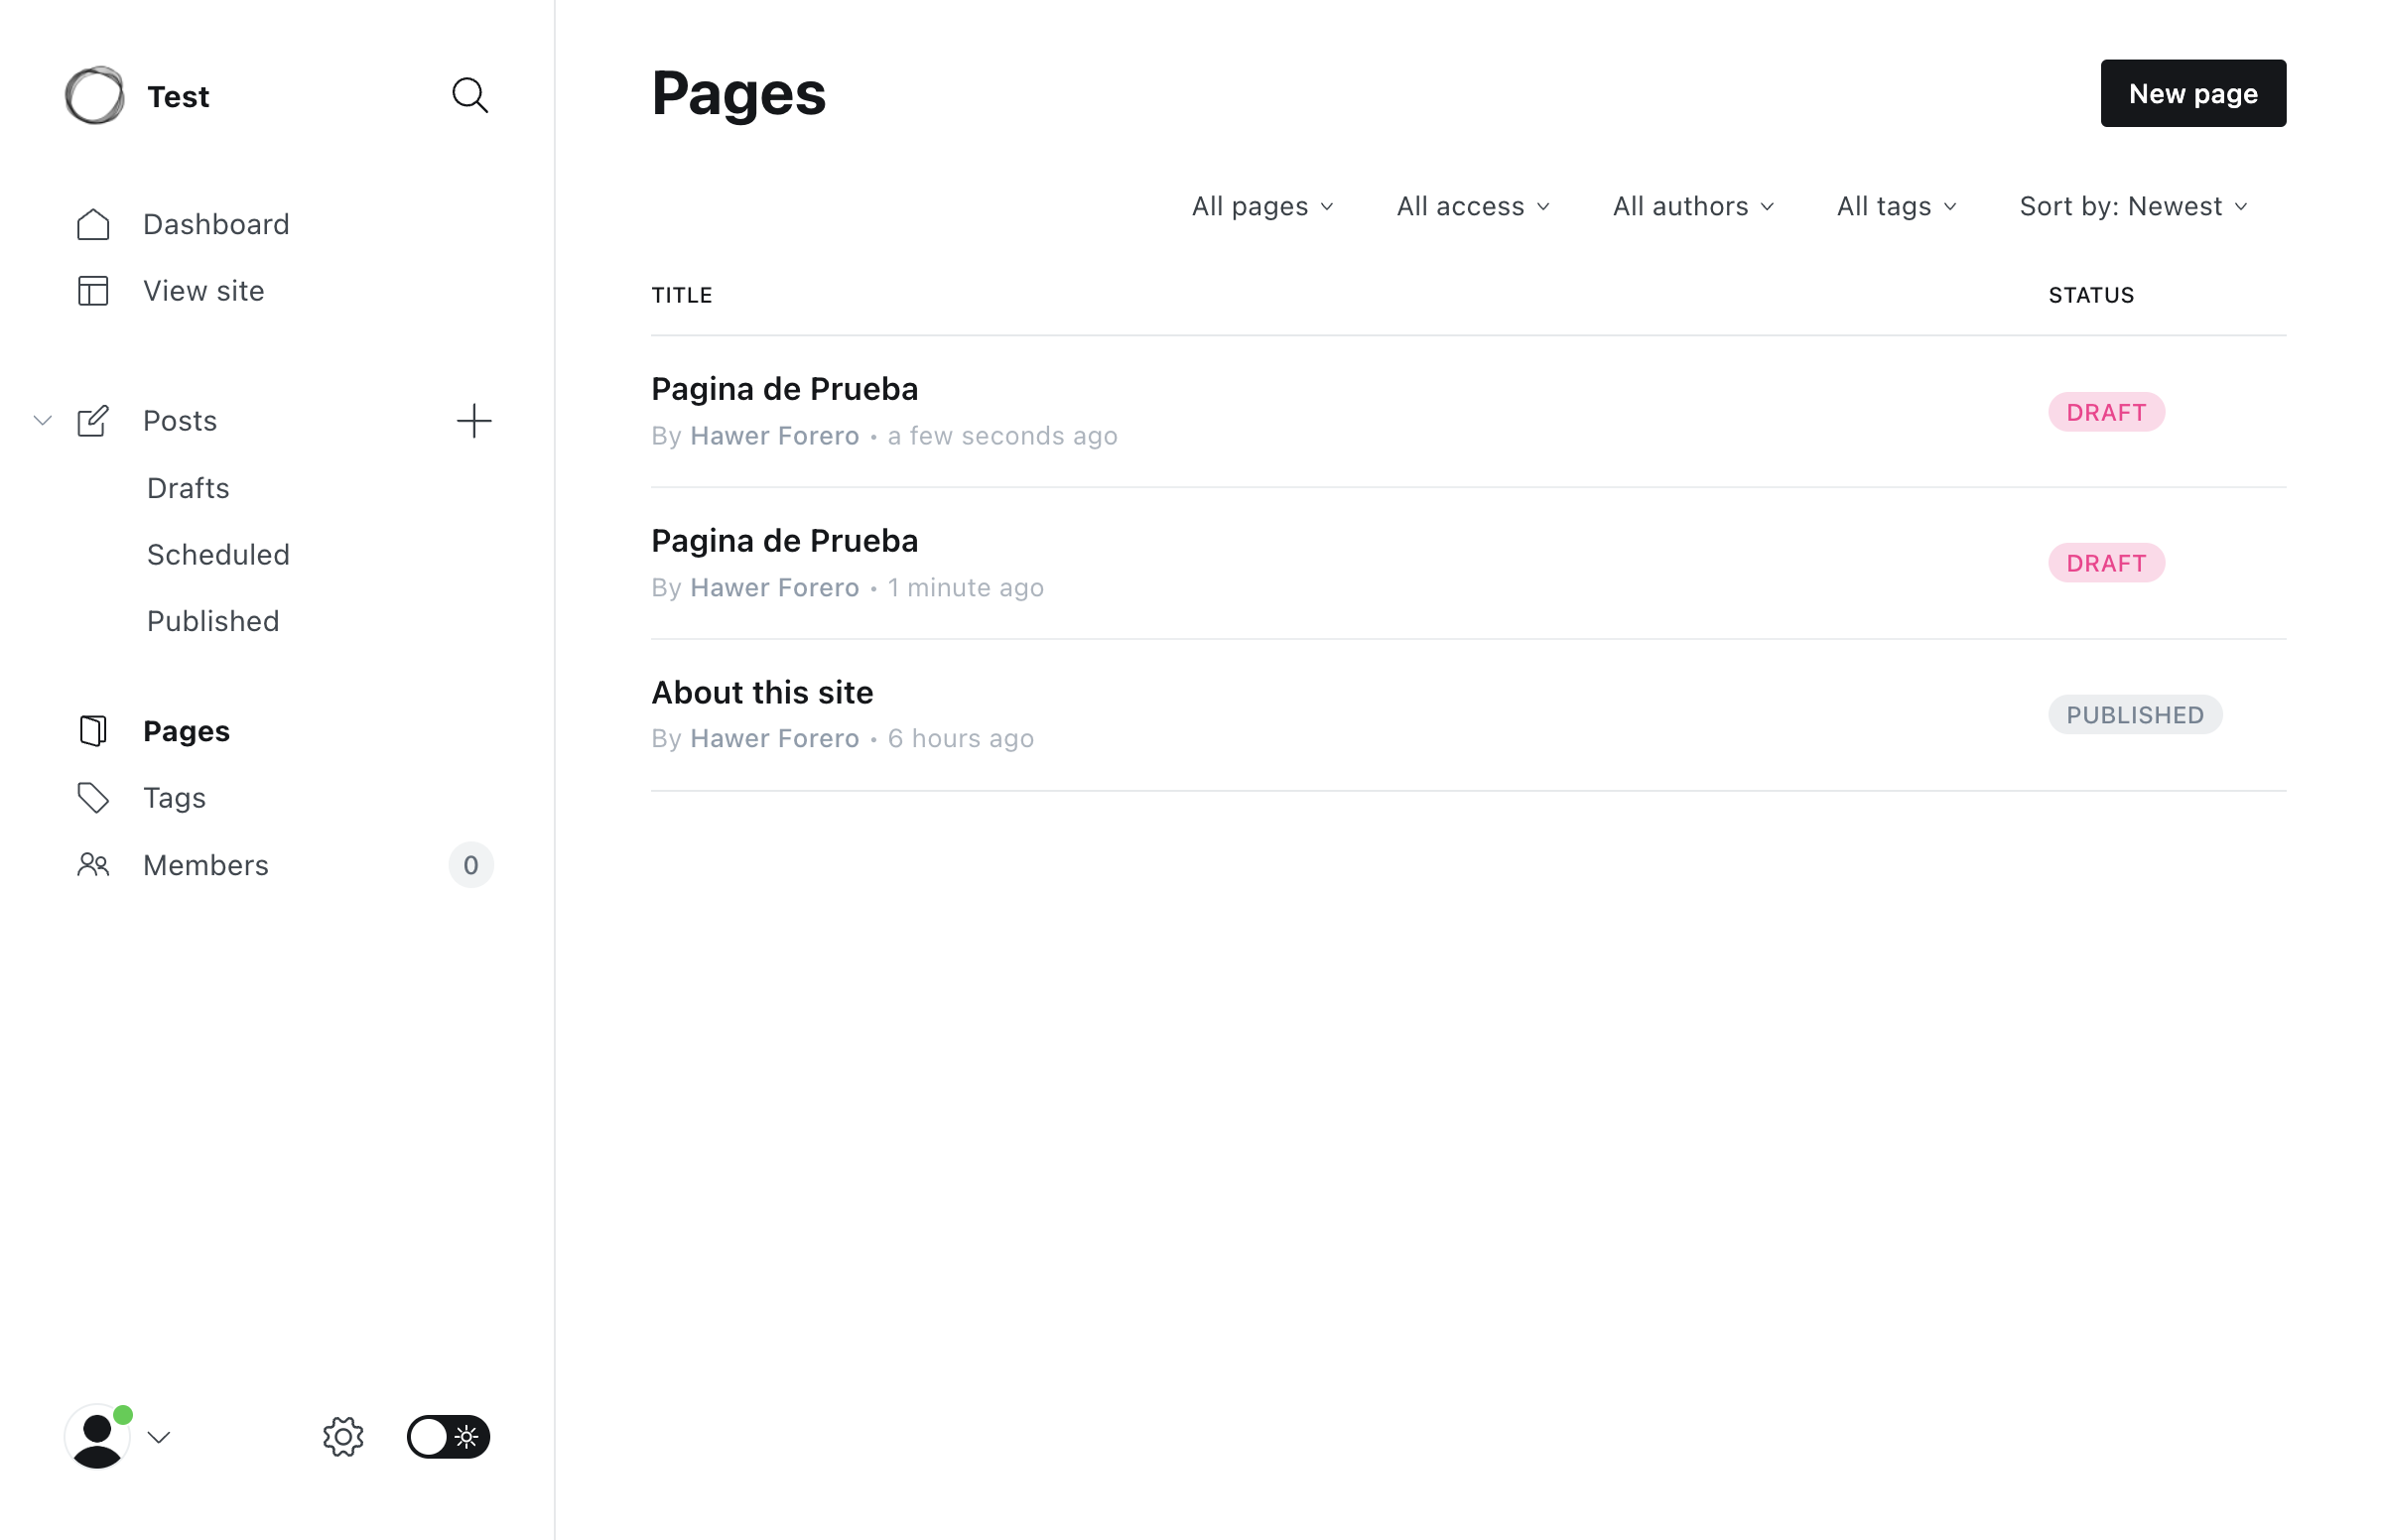 Test
Dashboard
View site
Posts
Drafts
Scheduled
Published
Pages
Tags
Members 0
Pages
New page
All pages All access All authors All tags Sort by: Newest
TITLE STATUS
Pagina de Prueba
By Hawer Forero • a few seconds ago
DRAFT
Pagina de Prueba
By Hawer Forero • 1 minute ago
DRAFT
About this site
By Hawer Forero • 6 hours ago
PUBLISHED